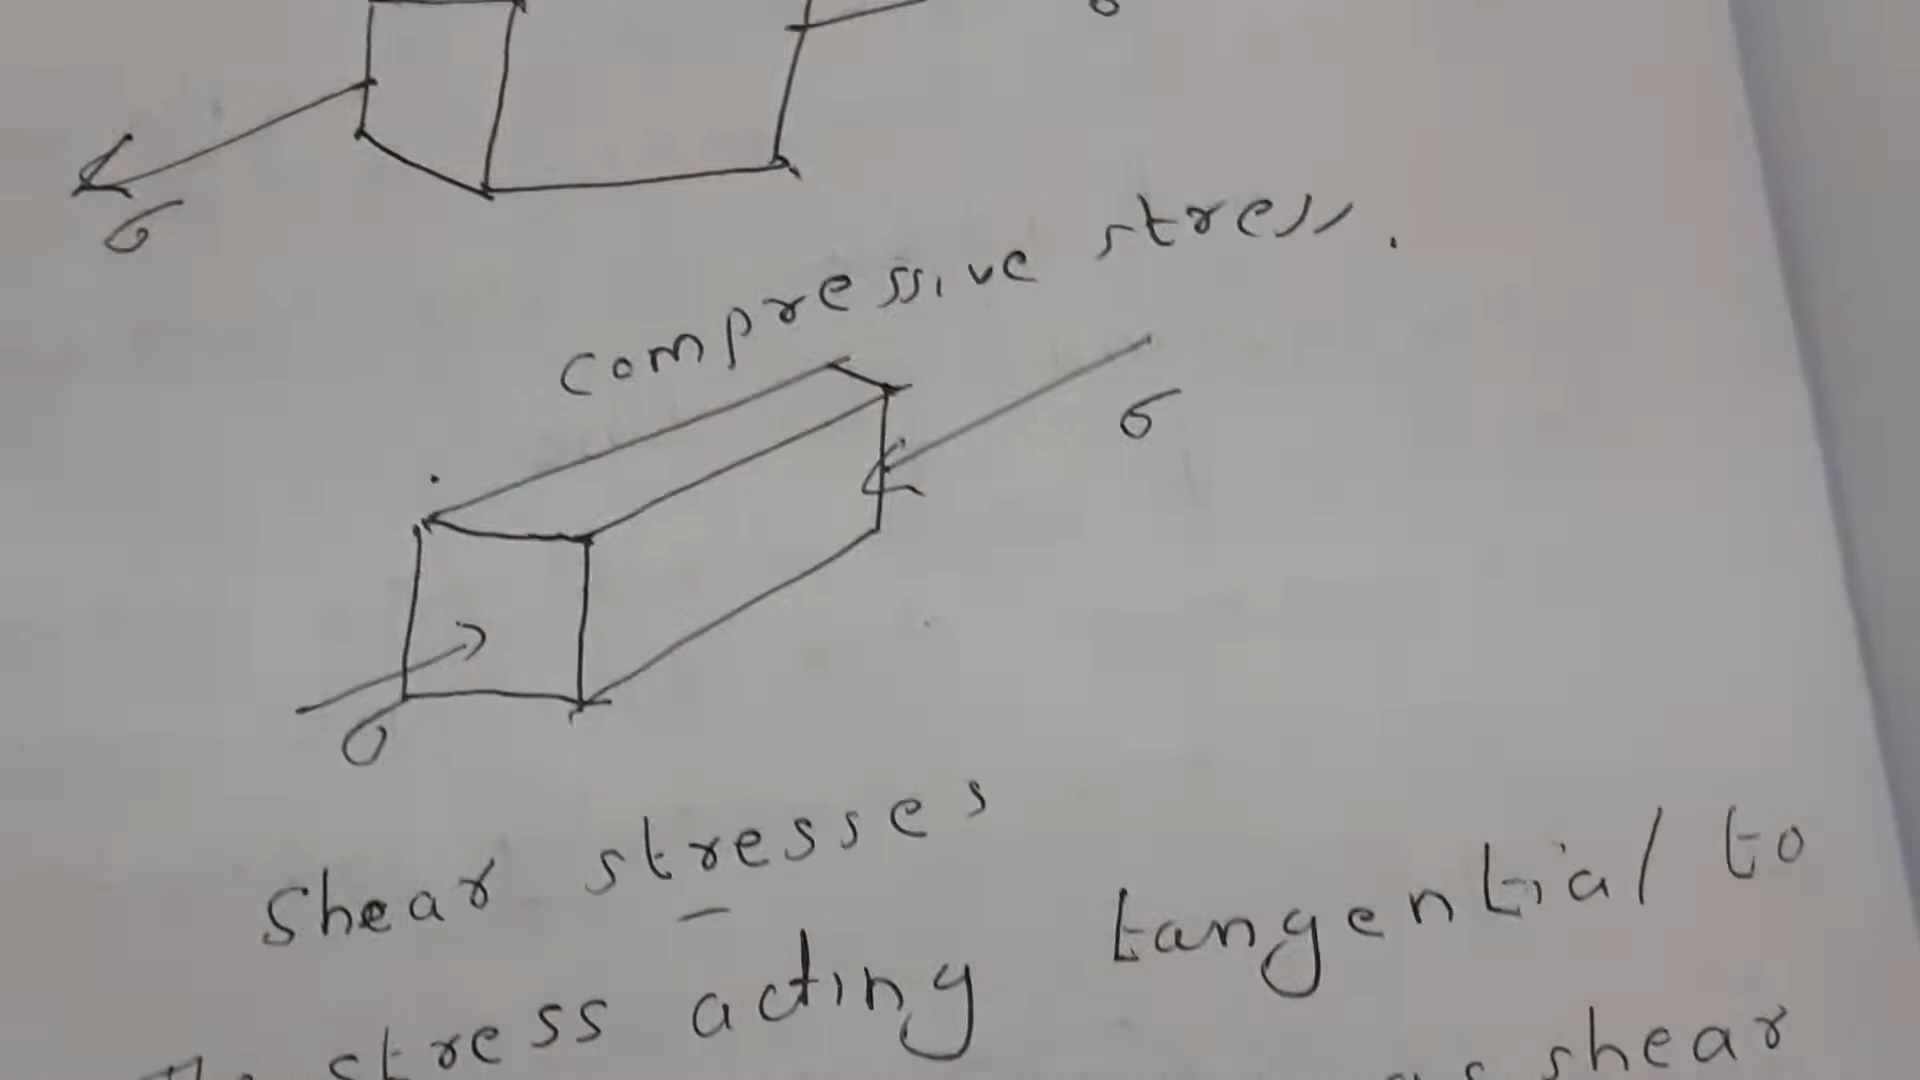 σ
σ
compressive stress.
σ
σ
Shear stresses
stress acting tangential to
shear